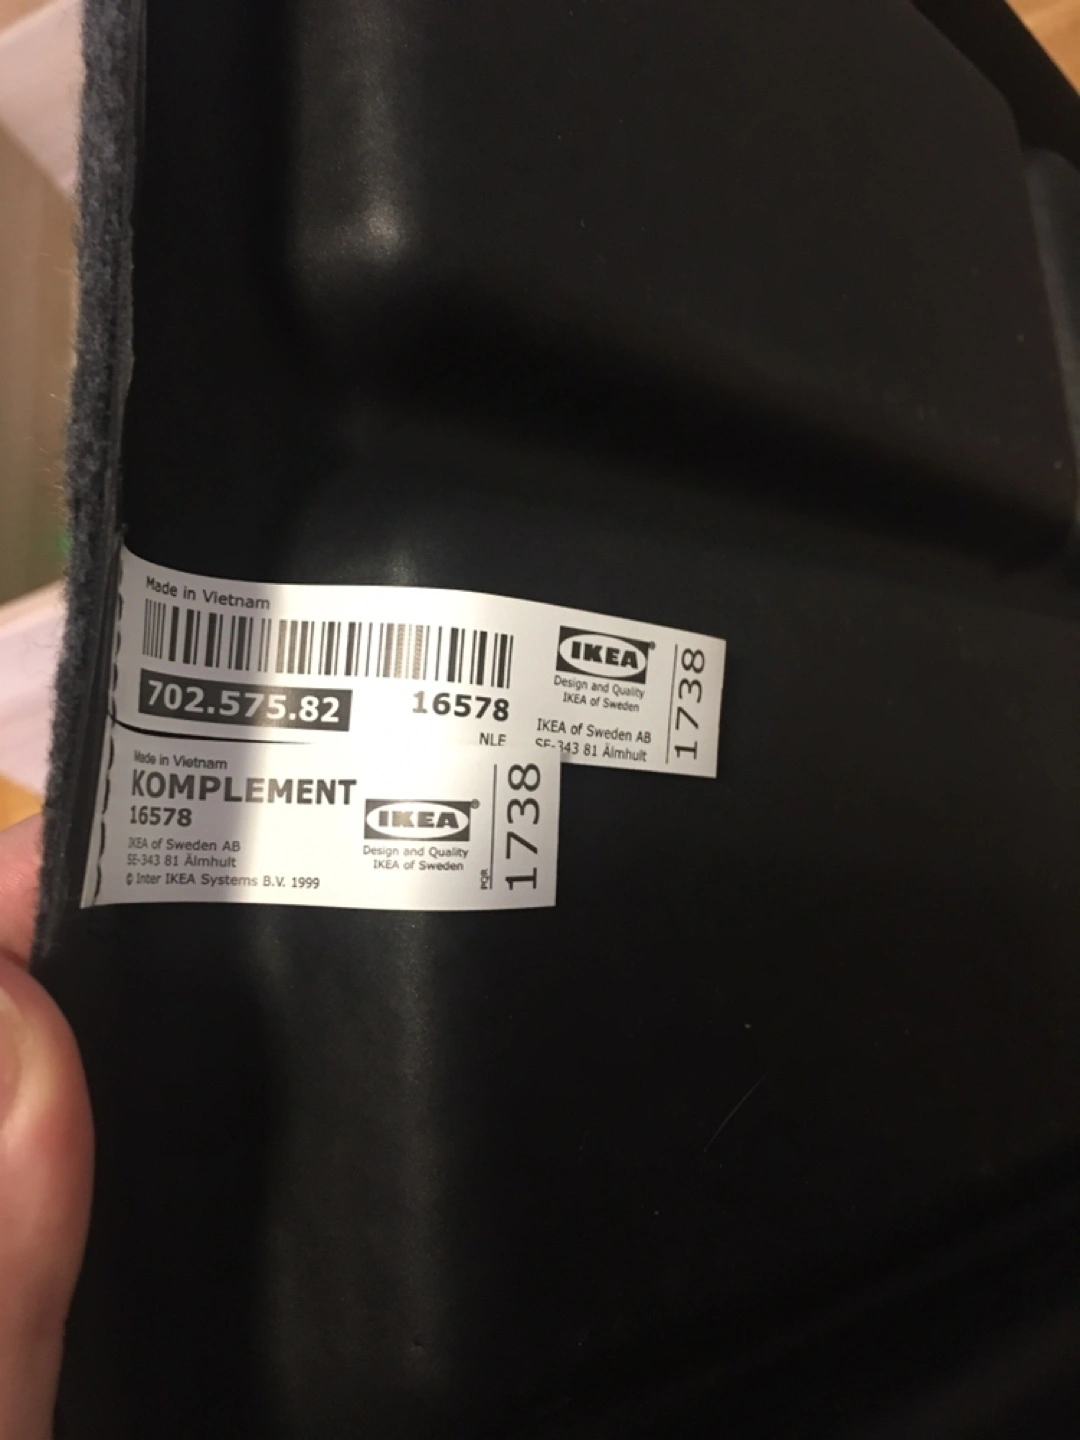 Made in Vietnam
702.575.82
16578
NLF
IKEA®
Design and Quality
IKEA of Sweden
IKEA of Sweden AB
SE-343 81 Älmhult
1738
Made in Vietnam
KOMPLEMENT
16578
IKEA of Sweden AB
SE-343 81 Älmhult
© Inter IKEA Systems B.V. 1999
IKEA®
Design and Quality
IKEA of Sweden
PQR
1738